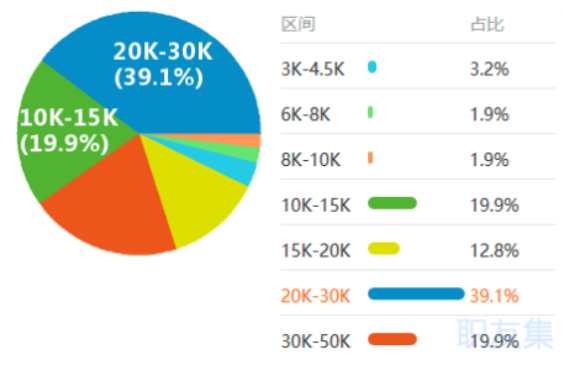 20K-30K
(39.1%)
10K-15K
(19.9%)
区间 占比
3K-4.5K 3.2%
6K-8K 1.9%
8K-10K 1.9%
10K-15K 19.9%
15K-20K 12.8%
20K-30K 39.1%
30K-50K 19.9%
职友集